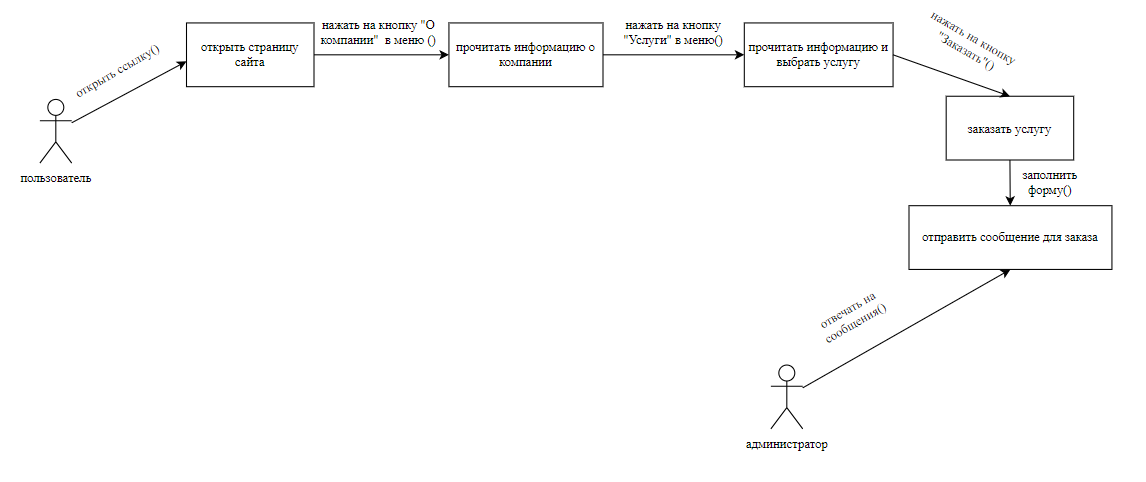 открыть ссылку()
открыть страницу
сайта
нажать на кнопку "О
компании" в меню ()
прочитать информацию о
компании
нажать на кнопку
"Услуги" в меню()
прочитать информацию и
выбрать услугу
нажать на кнопку
"Заказать"()
заказать услугу
пользователь
заполнить
форму()
отправить сообщение для заказа
отвечать на
сообщения()
администратор